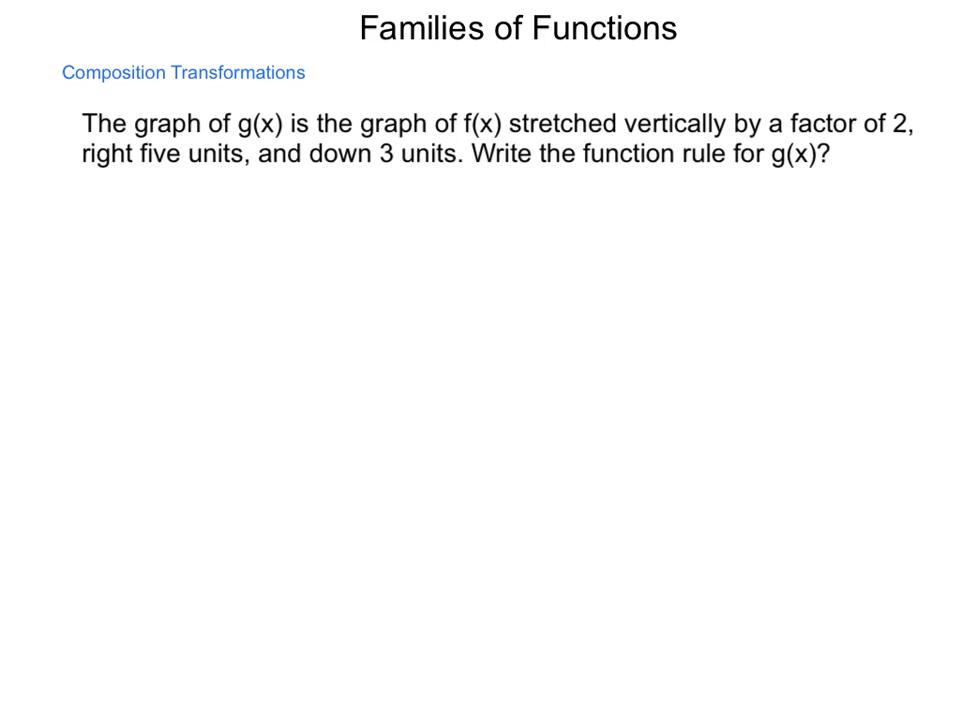 Families of Functions
Composition Transformations
The graph of g(x) is the graph of f(x) stretched vertically by a factor of 2,
right five units, and down 3 units. Write the function rule for g(x)?